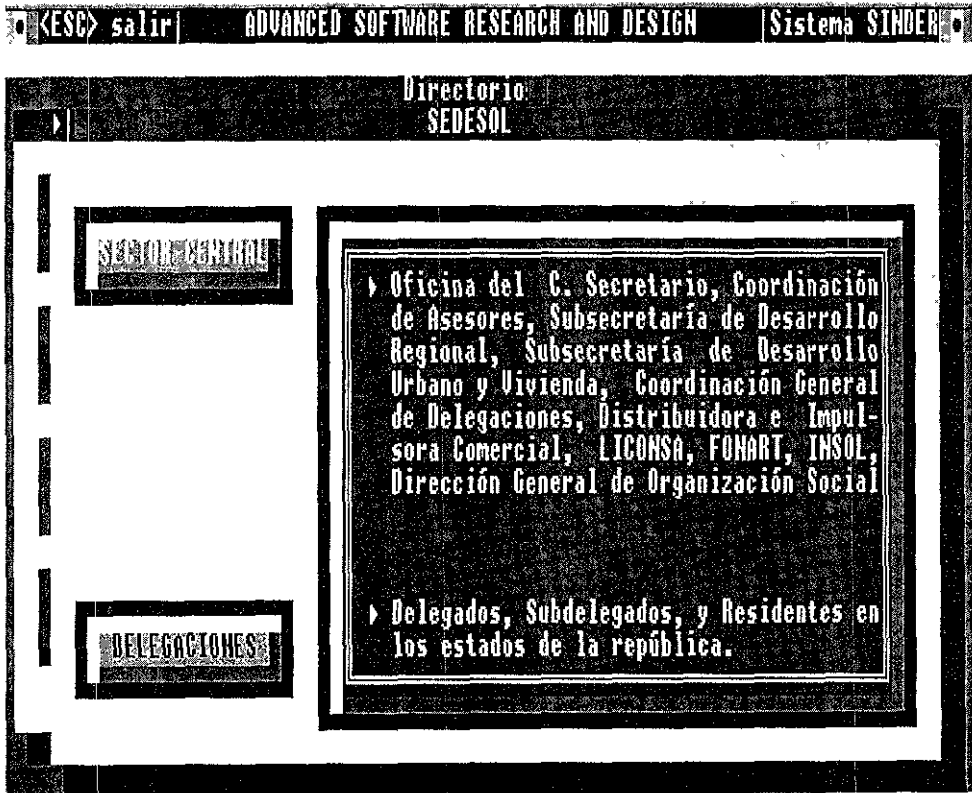 <ESC> salir| ADVANCED SOFTWARE RESEARCH AND DESIGN |Sistema SINDER|
Directorio
SEDESOL
SECTOR CENTRAL
Oficina del C. Secretario, Coordinación
de Asesores, Subsecretaría de Desarrollo
Regional, Subsecretaría de Desarrollo
Urbano y Vivienda, Coordinación General
de Delegaciones, Distribuidora e Impul-
sora Comercial, LICONSA, FONART, INSOL,
Dirección General de Organización Social
DELEGACIONES
Delegados, Subdelegados, y Residentes en
los estados de la república.